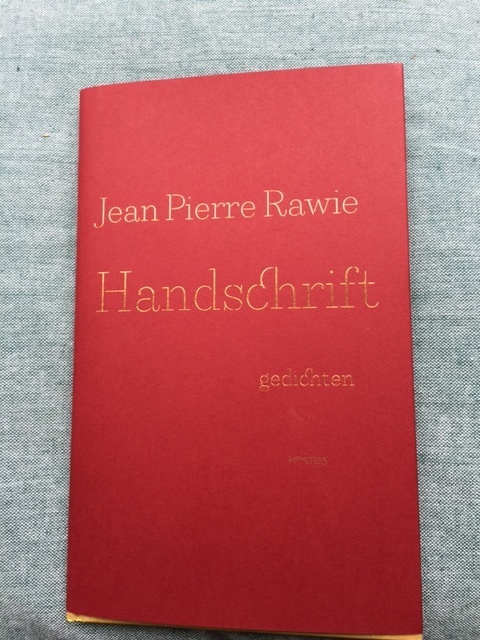 Jean Pierre Rawie
Handschrift
gedichten